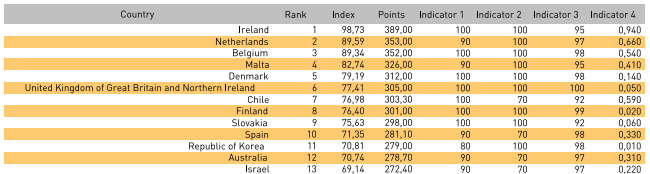 Country Rank Index Points Indicator 1 Indicator 2 Indicator 3 Indicator 4
Ireland 1 98,73 389,00 100 100 95 0,940
Netherlands 2 89,59 353,00 90 100 97 0,660
Belgium 3 89,34 352,00 100 100 98 0,540
Malta 4 82,74 326,00 90 100 95 0,410
Denmark 5 79,19 312,00 100 100 98 0,140
United Kingdom of Great Britain and Northern Ireland 6 77,41 305,00 100 100 100 0,050
Chile 7 76,98 303,30 100 70 92 0,590
Finland 8 76,40 301,00 100 100 99 0,020
Slovakia 9 75,63 298,00 100 100 92 0,060
Spain 10 71,35 281,10 90 70 98 0,330
Republic of Korea 11 70,81 279,00 80 100 98 0,010
Australia 12 70,74 278,70 90 70 97 0,310
Israel 13 69,14 272,40 90 70 97 0,220